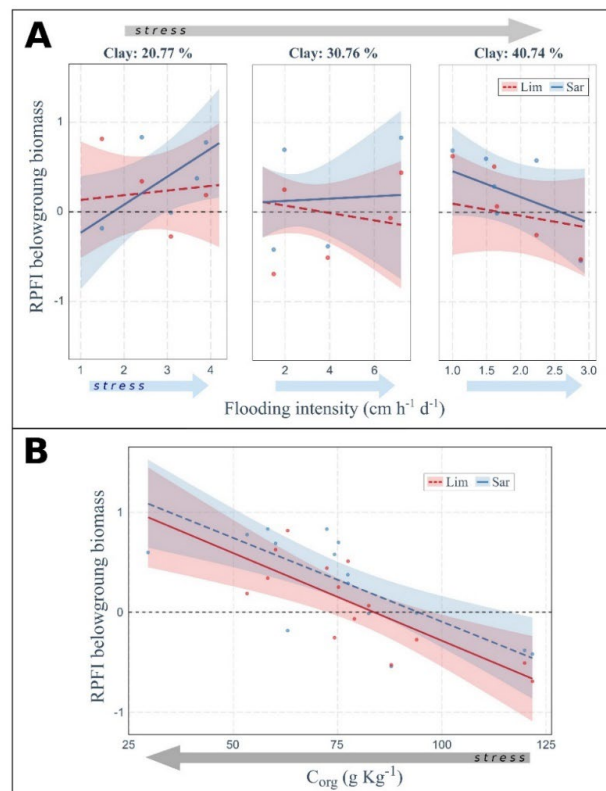 A
stress
Clay: 20.77 %
Clay: 30.76 %
Clay: 40.74 %
Lim Sar
RPFI belowgroung biomass
1
0
-1
1 2 3 4
2 4 6
1.0 1.5 2.0 2.5 3.0
stress
Flooding intensity (cm h⁻¹ d⁻¹)
B
Lim Sar
RPFI belowgroung biomass
1
0
-1
25 50 75 100 125
stress
C_org (g Kg⁻¹)